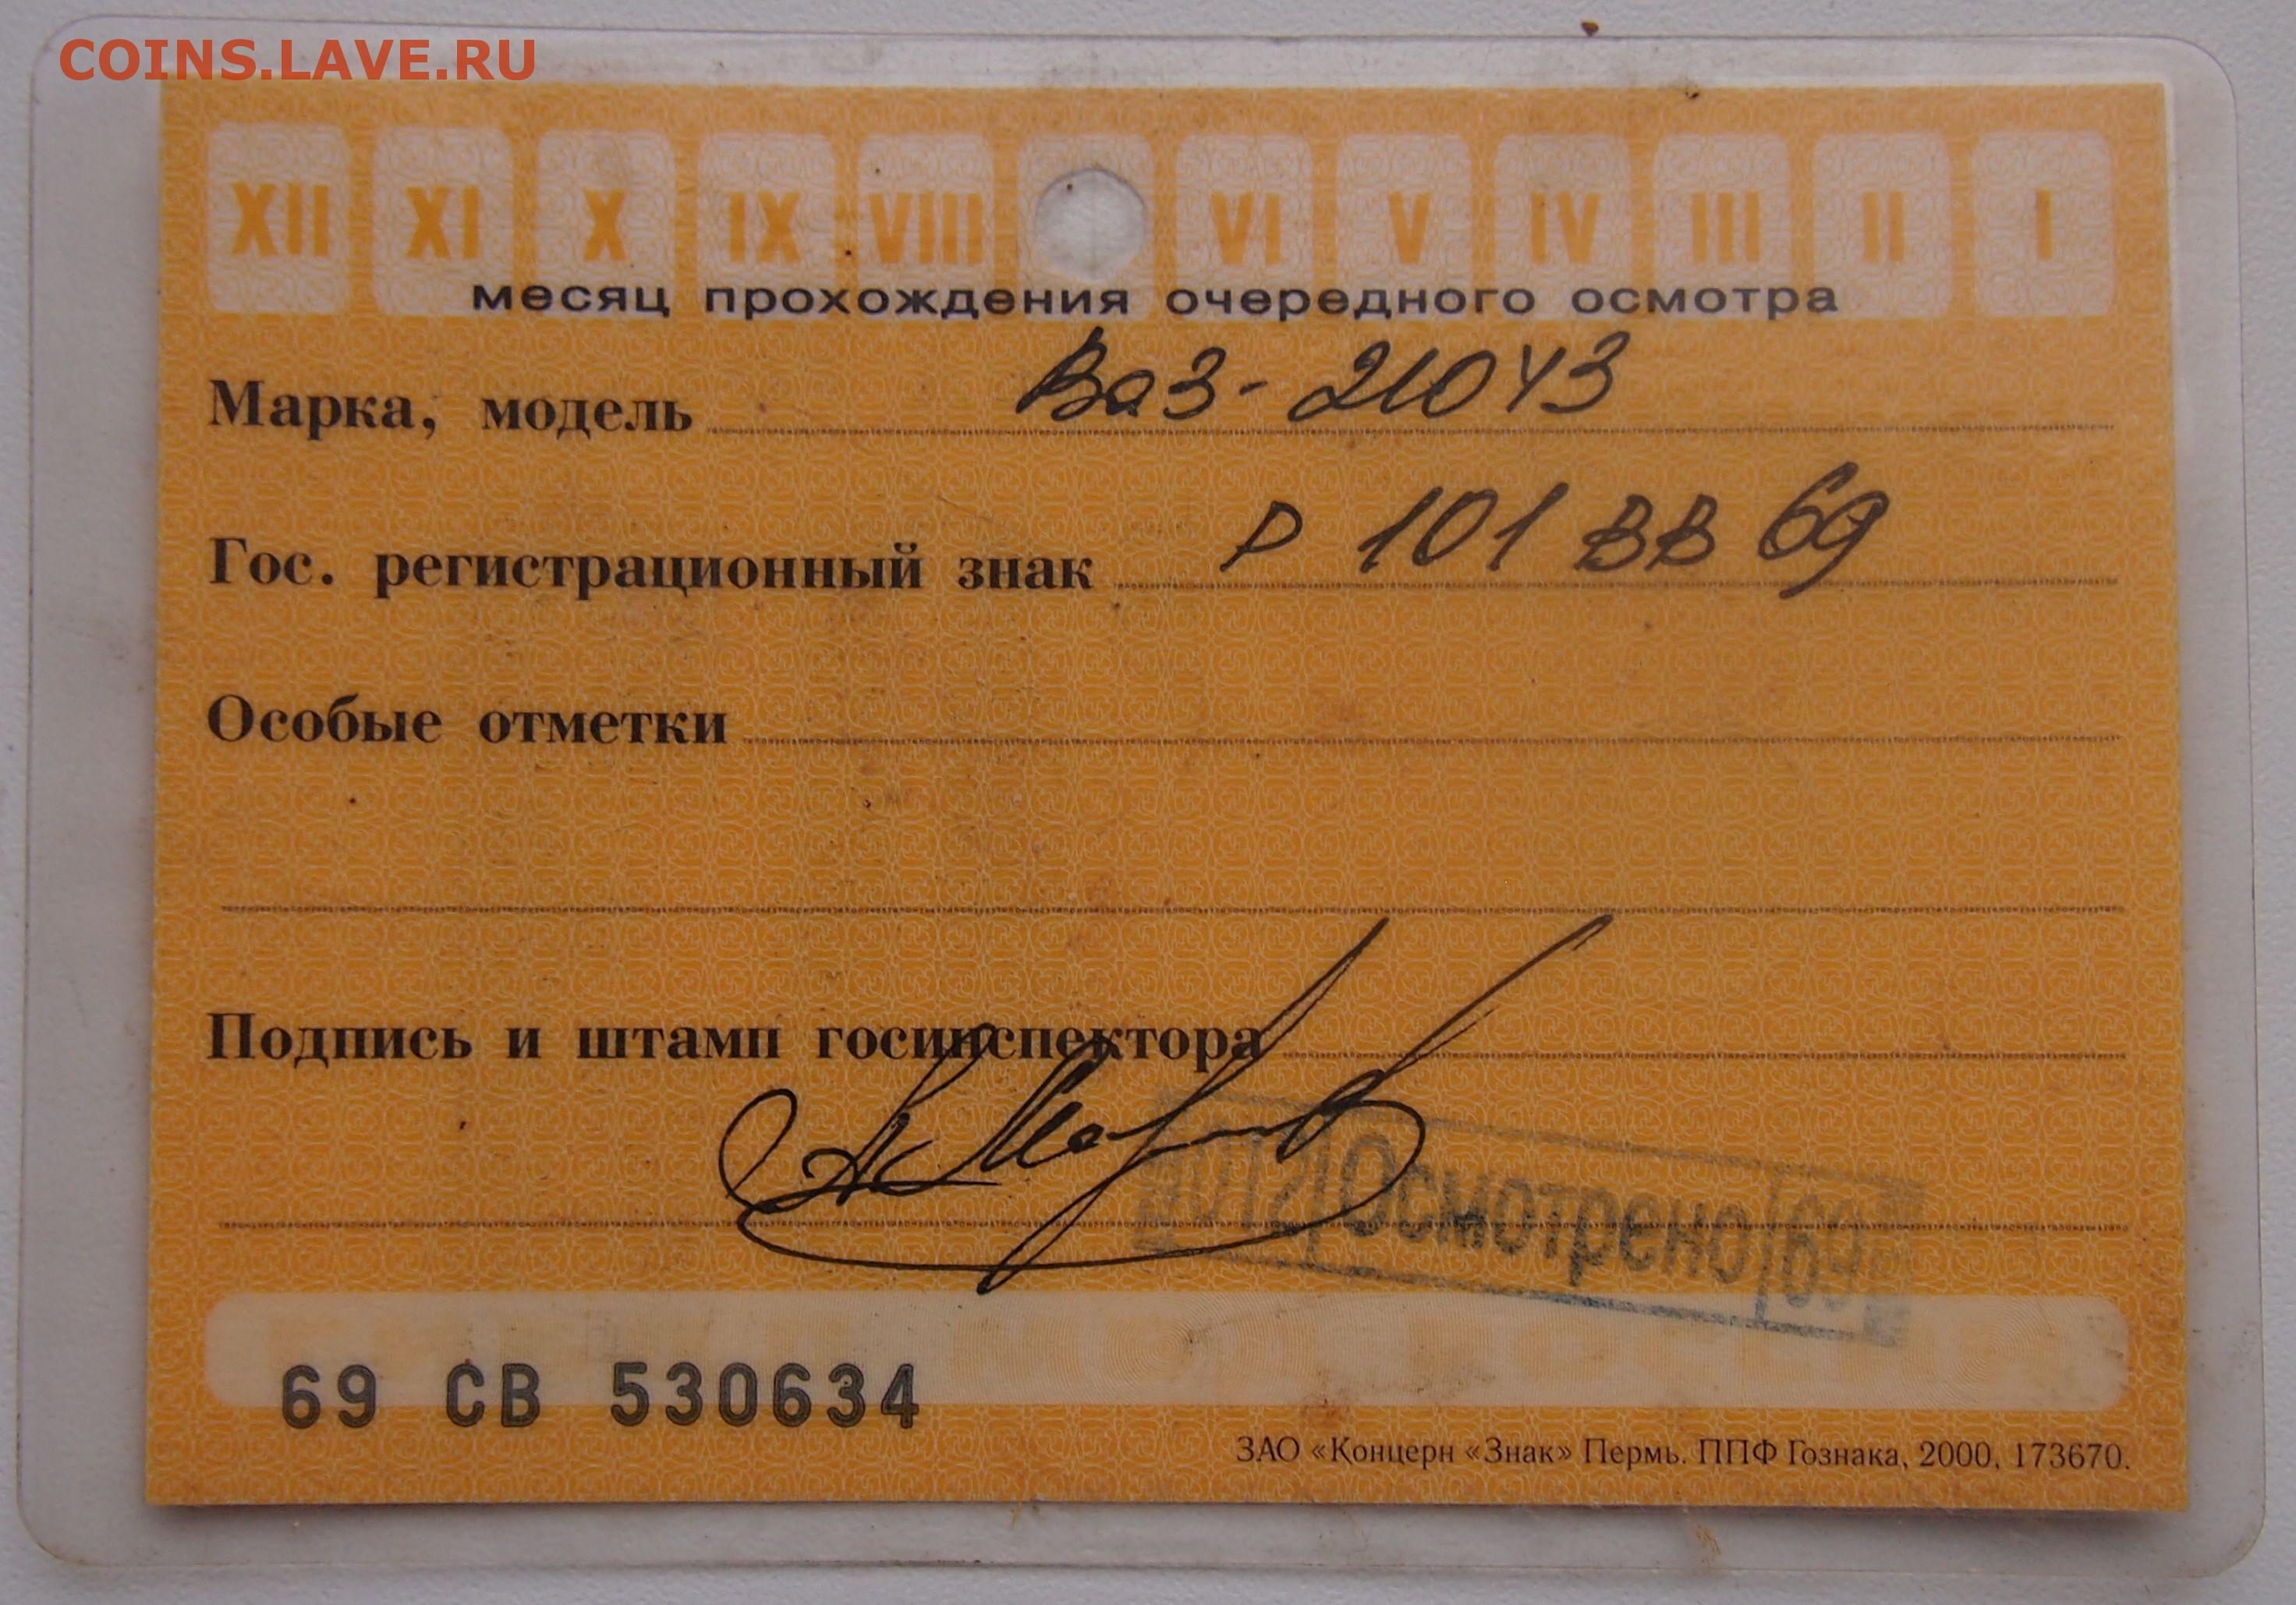 COINS.LAVE.RU
XII XI X IX VIII VI V IV III II I
месяц прохождения очередного осмотра
Марка, модель Ваз-21043
Гос. регистрационный знак Р 101 ВВ 69
Особые отметки
Подпись и штамп госинспектора
Осмотрено 69
69 СВ 530634
ЗАО «Концерн «Знак» Пермь. ППФ Гознака, 2000, 173670.